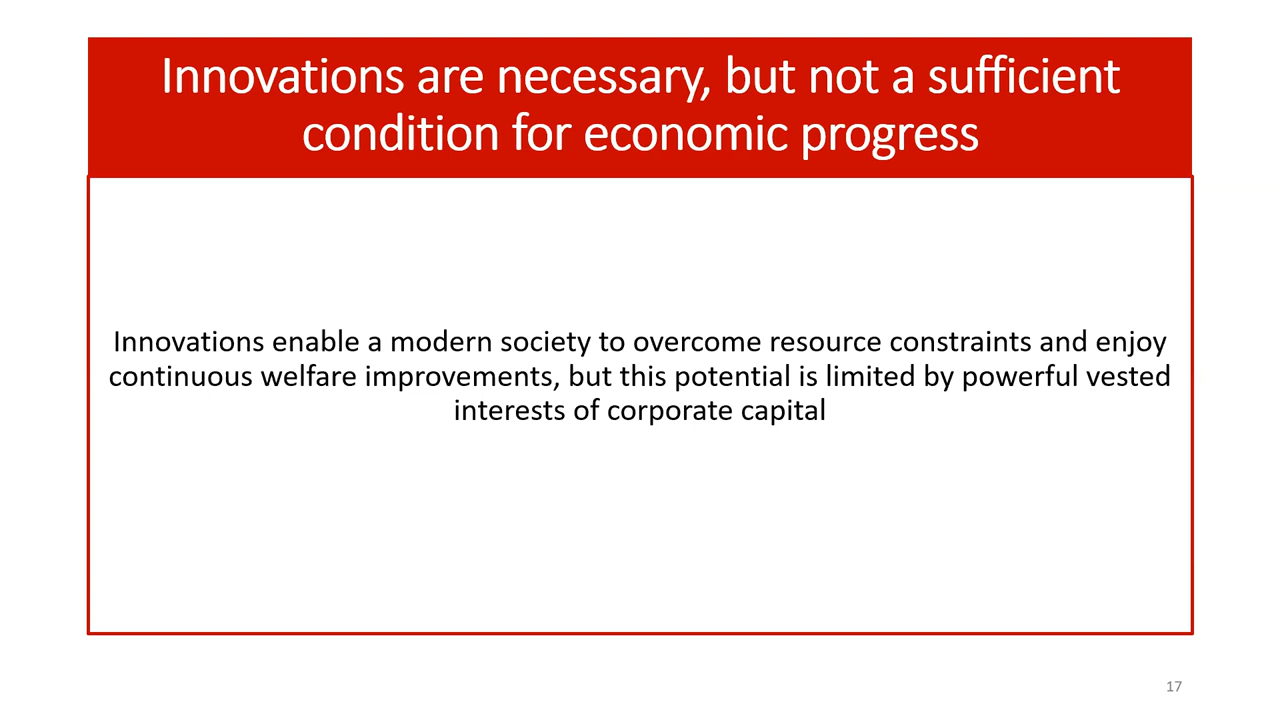 Innovations are necessary, but not a sufficient
condition for economic progress
Innovations enable a modern society to overcome resource constraints and enjoy
continuous welfare improvements, but this potential is limited by powerful vested
interests of corporate capital
17